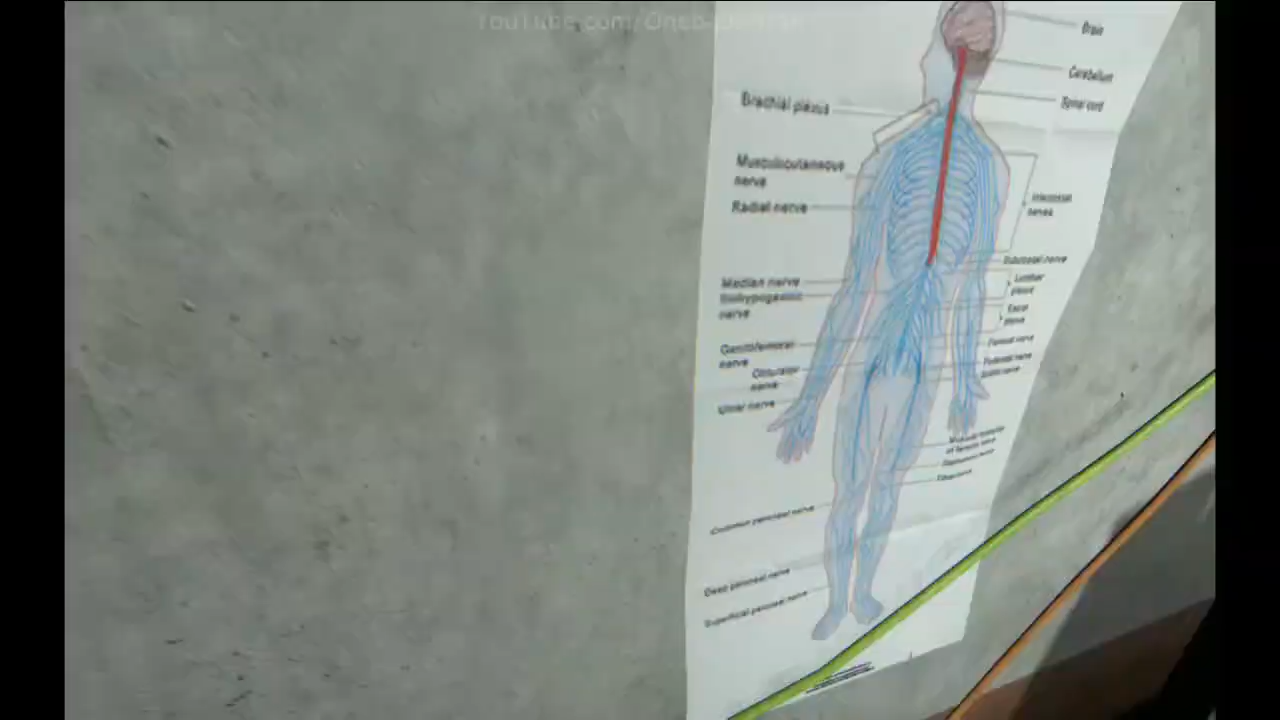 Brain
Cerebellum
Spinal cord
Brachial plexus
Musculocutaneous
nerve
Radial nerve
Intercostal
nerves
Subcostal nerve
Lumbar
plexus
Median nerve
Iliohypogastric
nerve
Sacral
plexus
Genitofemoral
nerve
Femoral nerve
Pudendal nerve
Sciatic nerve
Obturator
nerve
Ulnar nerve
Common peroneal nerve
Deep peroneal nerve
Superficial peroneal nerve